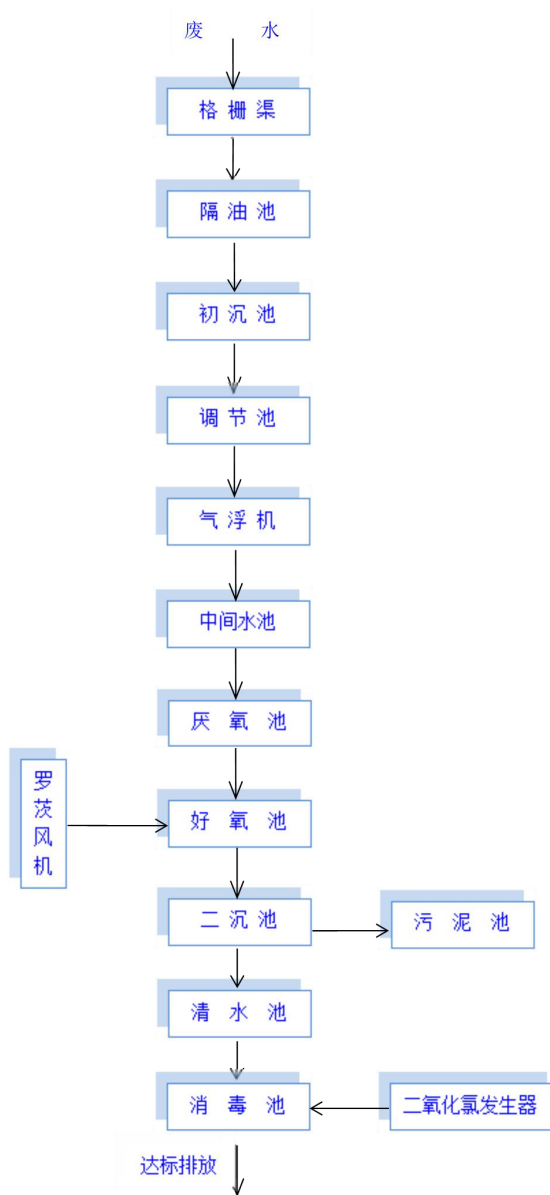 废 水
格 栅 渠
隔 油 池
初 沉 池
调 节 池
气 浮 机
中间水池
厌 氧 池
罗茨风机
好 氧 池
二 沉 池
污 泥 池
清 水 池
消 毒 池
二氧化氯发生器
达标排放